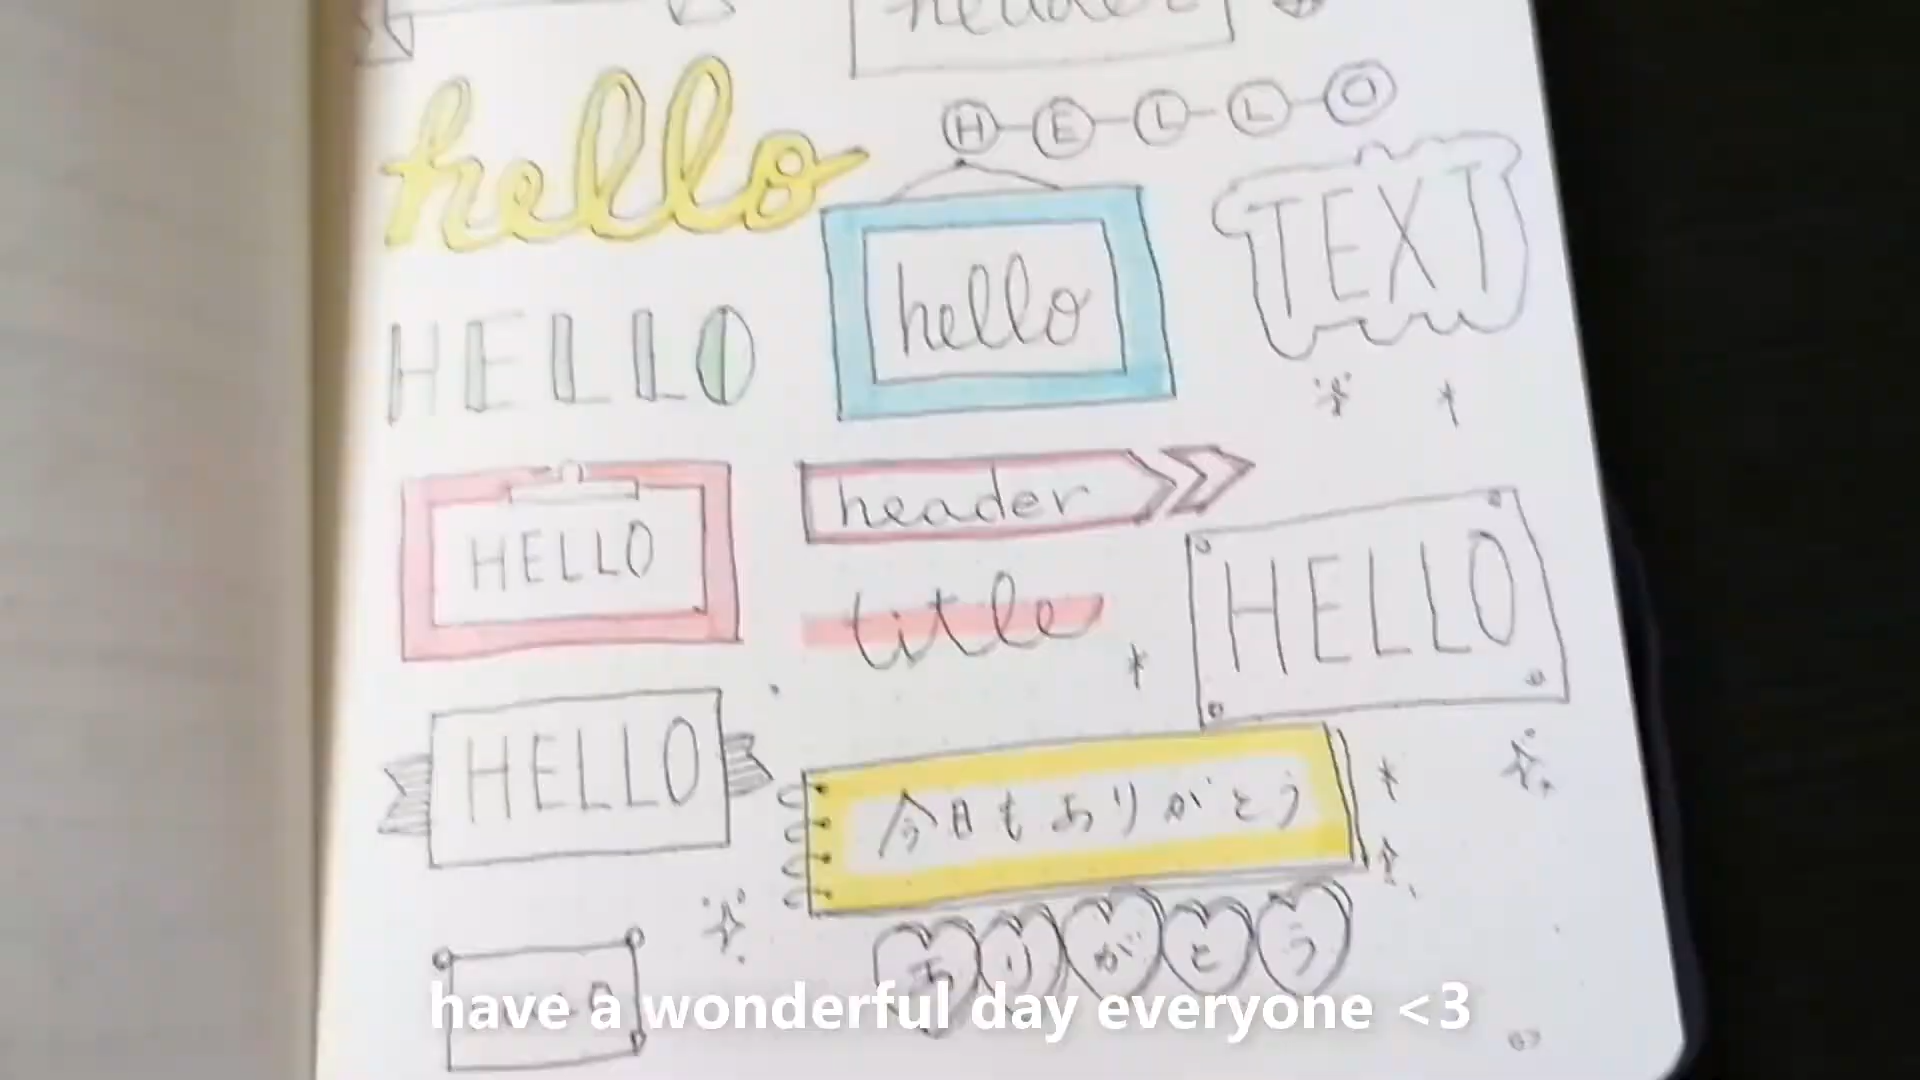 header
hello
HELLO
hello
TEXT
HELLO
HELLO
header
title
HELLO
HELLO
今日もありがとう
ありがとう
have a wonderful day everyone <3